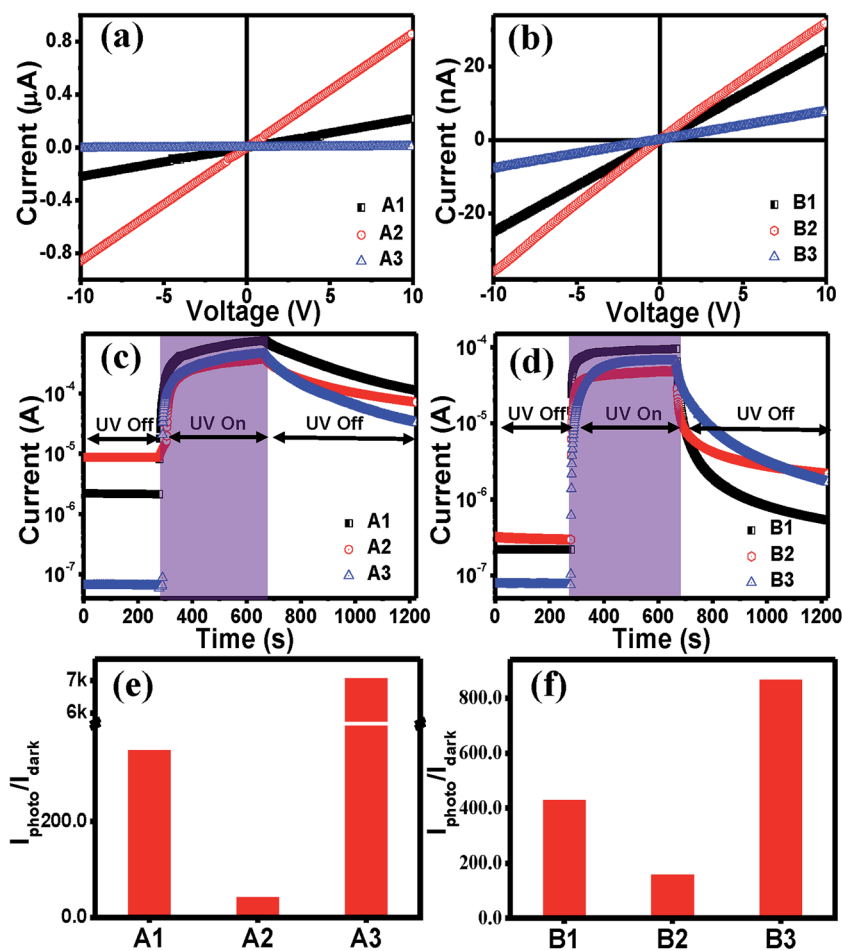 (a)
Current (μA)
0.8
0.4
0.0
-0.4
-0.8
A1
A2
A3
-10
-5
0
5
10
Voltage (V)
(b)
Current (nA)
20
0
-20
B1
B2
B3
-10
-5
0
5
10
Voltage (V)
(c)
Current (A)
10⁻⁴
10⁻⁵
10⁻⁶
10⁻⁷
UV Off
UV On
UV Off
A1
A2
A3
0
200
400
600
800
1000
1200
Time (s)
(d)
Current (A)
10⁻⁴
10⁻⁵
10⁻⁶
10⁻⁷
UV Off
UV On
UV Off
B1
B2
B3
0
200
400
600
800
1000
1200
Time (s)
(e)
I_photo/I_dark
7k
6k
200.0
0.0
A1
A2
A3
(f)
I_photo/I_dark
800.0
600.0
400.0
200.0
0.0
B1
B2
B3